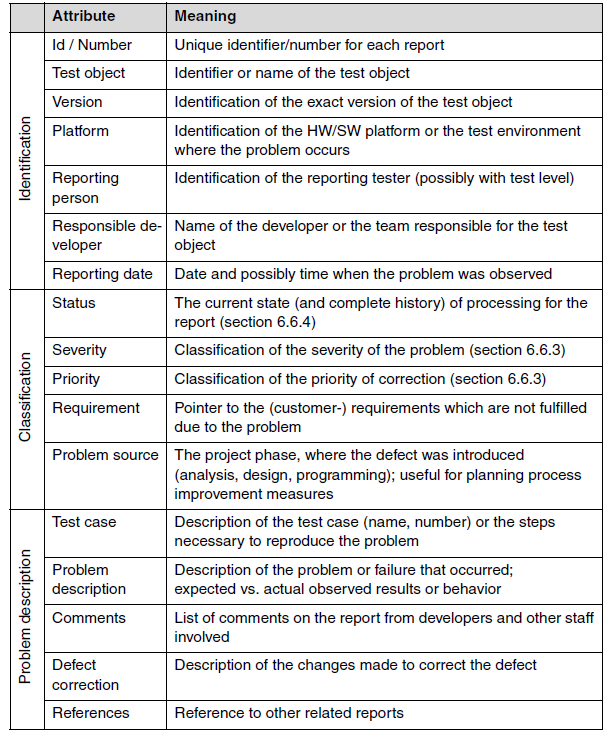 Attribute Meaning
Identification
Id / Number Unique identifier/number for each report
Test object Identifier or name of the test object
Version Identification of the exact version of the test object
Platform Identification of the HW/SW platform or the test environment
where the problem occurs
Reporting Identification of the reporting tester (possibly with test level)
person
Responsible de- Name of the developer or the team responsible for the test
veloper object
Reporting date Date and possibly time when the problem was observed
Classification
Status The current state (and complete history) of processing for the
report (section 6.6.4)
Severity Classification of the severity of the problem (section 6.6.3)
Priority Classification of the priority of correction (section 6.6.3)
Requirement Pointer to the (customer-) requirements which are not fulfilled
due to the problem
Problem source The project phase, where the defect was introduced
(analysis, design, programming); useful for planning process
improvement measures
Problem description
Test case Description of the test case (name, number) or the steps
necessary to reproduce the problem
Problem Description of the problem or failure that occurred;
description expected vs. actual observed results or behavior
Comments List of comments on the report from developers and other staff
involved
Defect Description of the changes made to correct the defect
correction
References Reference to other related reports